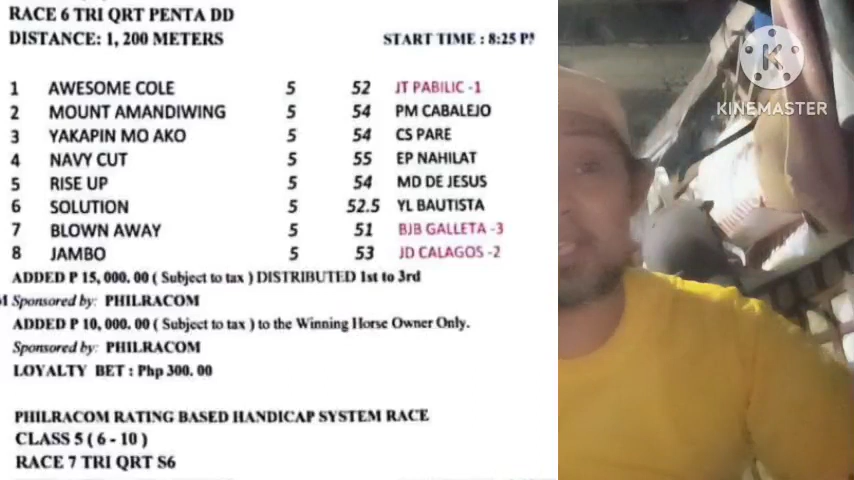 RACE 6 TRI QRT PENTA DD
DISTANCE: 1, 200 METERS START TIME : 8:25 P
1 AWESOME COLE 5 52 JT PABILIC -1
2 MOUNT AMANDIWING 5 54 PM CABALEJO
3 YAKAPIN MO AKO 5 54 CS PARE
4 NAVY CUT 5 55 EP NAHILAT
5 RISE UP 5 54 MD DE JESUS
6 SOLUTION 5 52.5 YL BAUTISTA
7 BLOWN AWAY 5 51 BJB GALLETA -3
8 JAMBO 5 53 JD CALAGOS -2
ADDED P 15, 000. 00 ( Subject to tax ) DISTRIBUTED 1st to 3rd
Sponsored by: PHILRACOM
ADDED P 10, 000. 00 ( Subject to tax ) to the Winning Horse Owner Only.
Sponsored by: PHILRACOM
LOYALTY BET : Php 300. 00
PHILRACOM RATING BASED HANDICAP SYSTEM RACE
CLASS 5 ( 6 - 10 )
RACE 7 TRI QRT S6
KINEMASTER